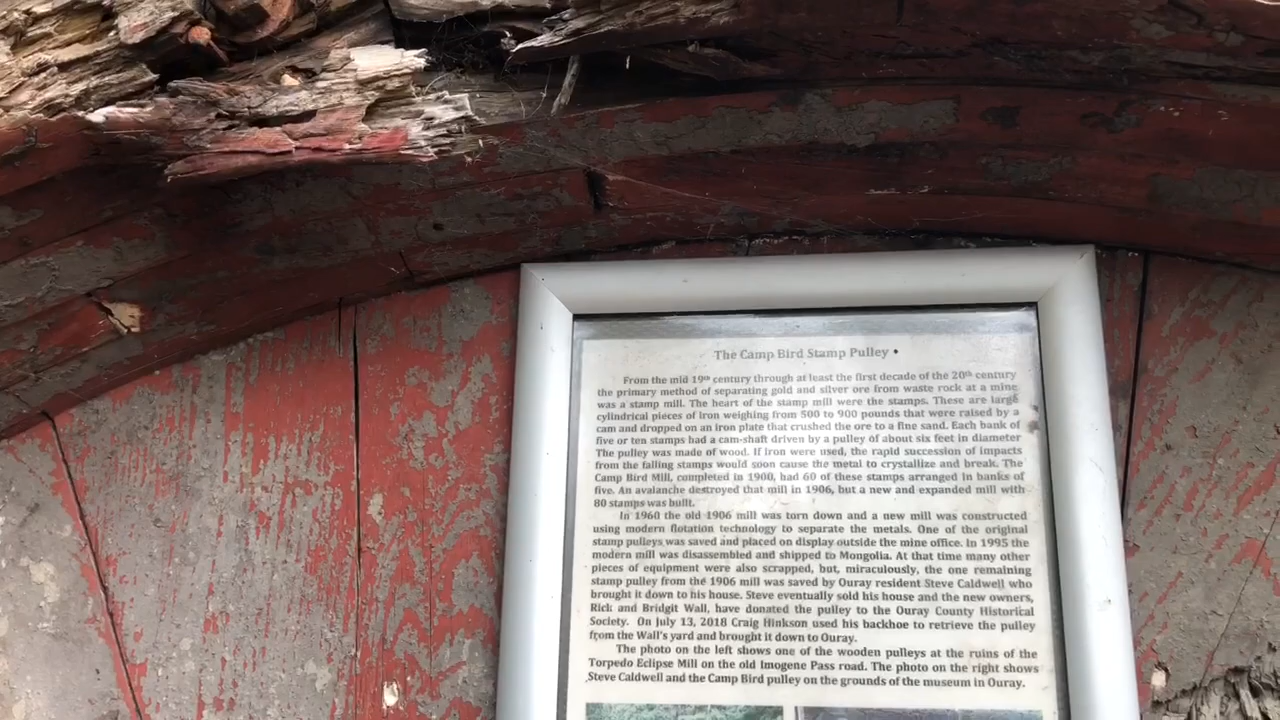 The Camp Bird Stamp Pulley •
From the mid 19th century through at least the first decade of the 20th century
the primary method of separating gold and silver ore from waste rock at a mine
was a stamp mill. The heart of the stamp mill were the stamps. These are large
cylindrical pieces of iron weighing from 500 to 900 pounds that were raised by a
cam and dropped on an iron plate that crushed the ore to a fine sand. Each bank of
five or ten stamps had a cam-shaft driven by a pulley of about six feet in diameter
The pulley was made of wood. If iron were used, the rapid succession of impacts
from the falling stamps would soon cause the metal to crystallize and break. The
Camp Bird Mill, completed in 1900, had 60 of these stamps arranged in banks of
five. An avalanche destroyed that mill in 1906, but a new and expanded mill with
80 stamps was built.
In 1960 the old 1906 mill was torn down and a new mill was constructed
using modern flotation technology to separate the metals. One of the original
stamp pulleys was saved and placed on display outside the mine office. In 1995 the
modern mill was disassembled and shipped to Mongolia. At that time many other
pieces of equipment were also scrapped, but, miraculously, the one remaining
stamp pulley from the 1906 mill was saved by Ouray resident Steve Caldwell who
brought it down to his house. Steve eventually sold his house and the new owners,
Rick and Bridgit Wall, have donated the pulley to the Ouray County Historical
Society. On July 13, 2018 Craig Hinkson used his backhoe to retrieve the pulley
from the Wall's yard and brought it down to Ouray.
The photo on the left shows one of the wooden pulleys at the ruins of the
Torpedo Eclipse Mill on the old Imogene Pass road. The photo on the right shows
Steve Caldwell and the Camp Bird pulley on the grounds of the museum in Ouray.